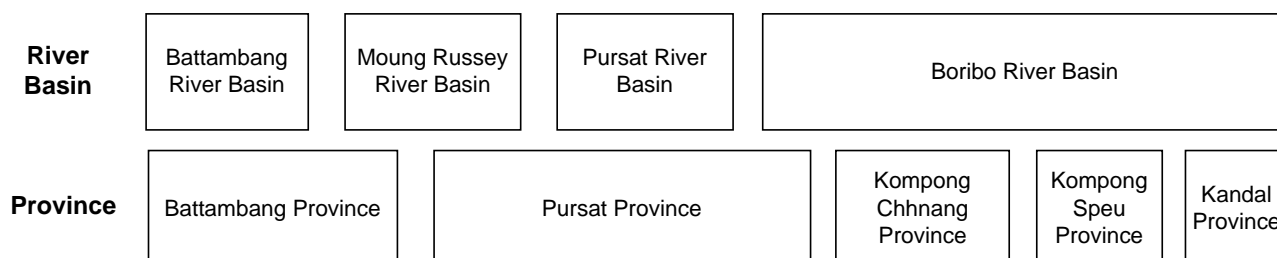 River
Basin
Battambang
River Basin
Moung Russey
River Basin
Pursat River
Basin
Boribo River Basin
Province
Battambang Province
Pursat Province
Kompong
Chhnang
Province
Kompong
Speu
Province
Kandal
Province